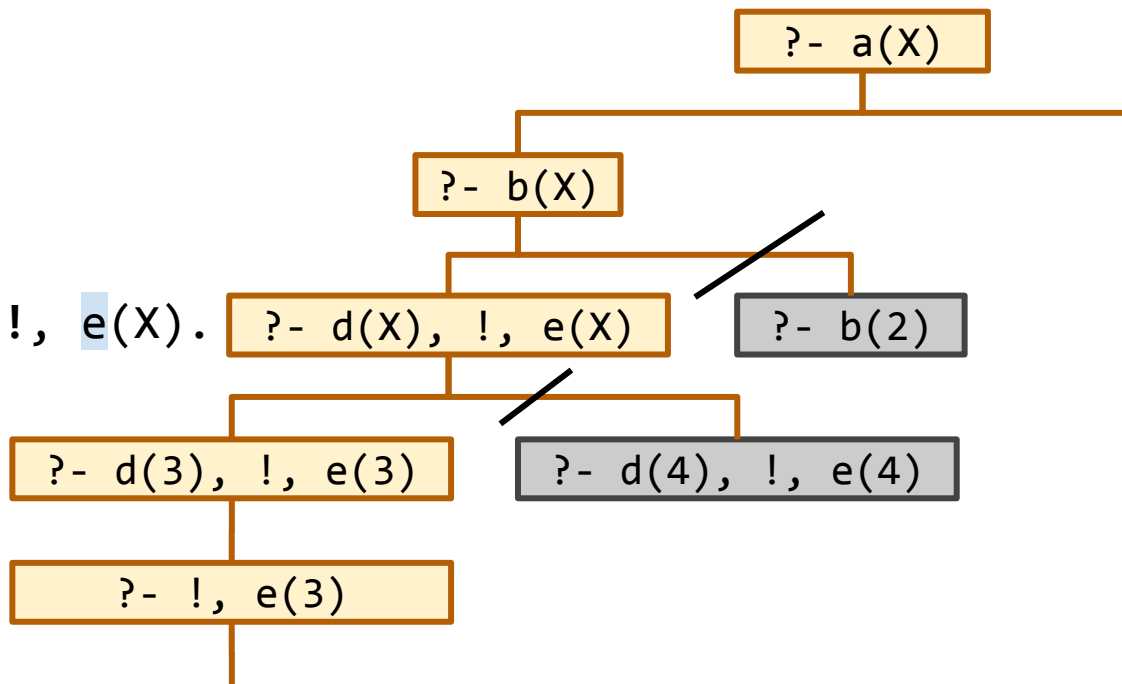 ?- a(X)
?- b(X)
!, e(X).
?- d(X), !, e(X)
?- b(2)
?- d(3), !, e(3)
?- d(4), !, e(4)
?- !, e(3)